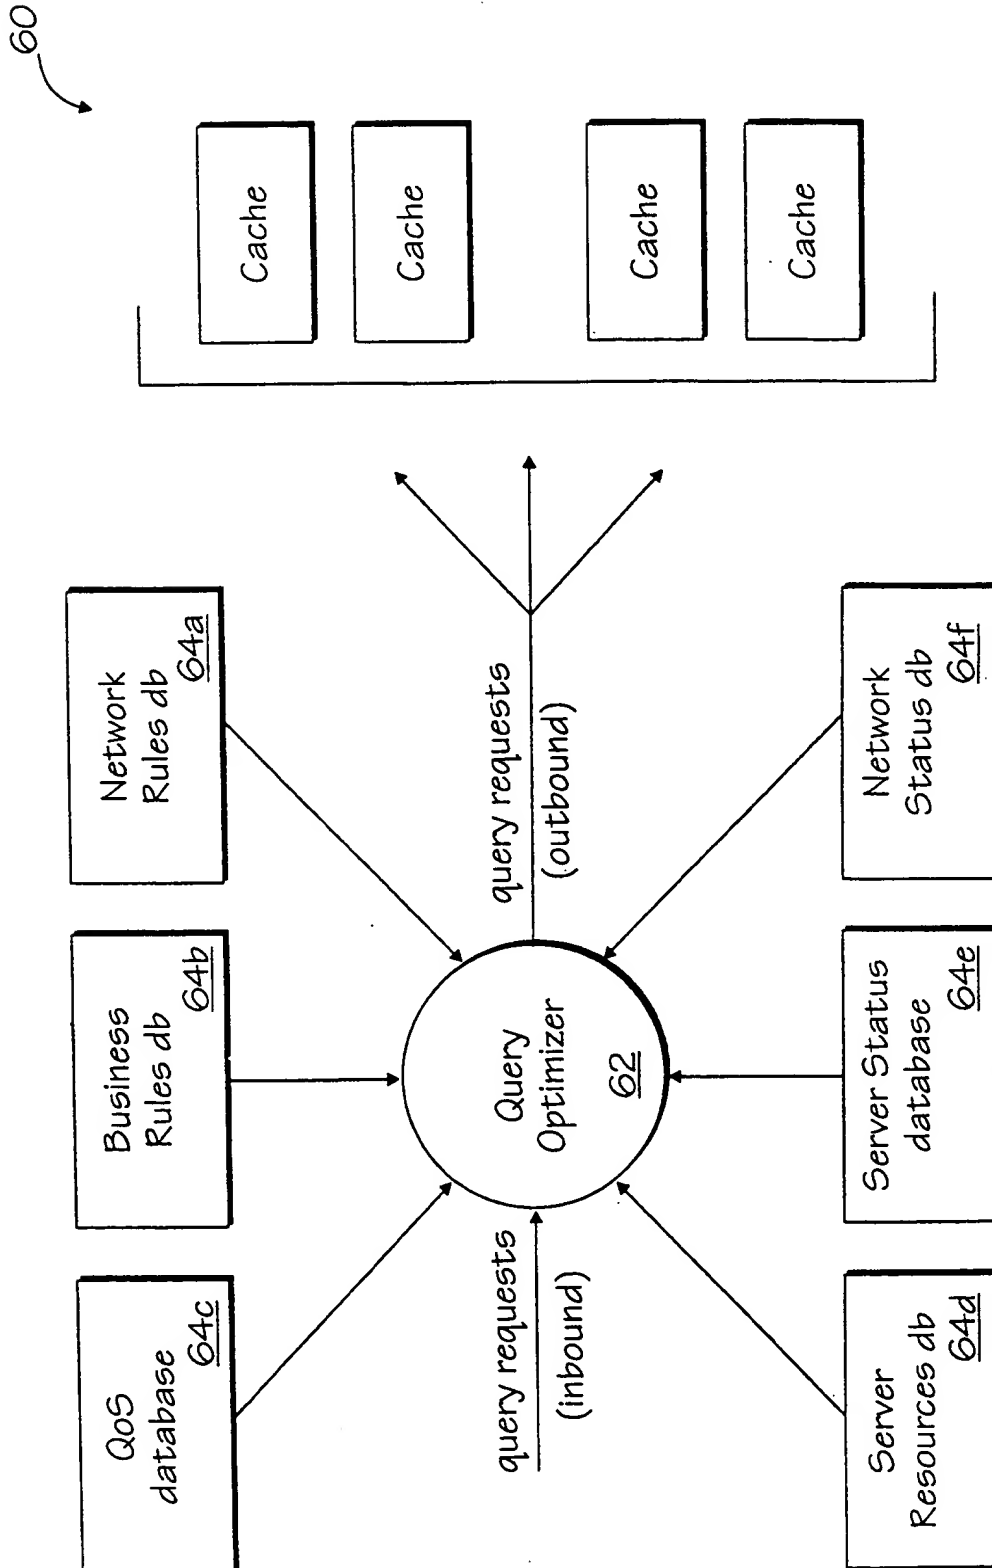 60
QoS
database
64c
Business
Rules db
64b
Network
Rules db
64a
query requests
(inbound)
Query
Optimizer
62
query requests
(outbound)
Cache
Cache
Cache
Cache
Server
Resources db
64d
Server Status
database
64e
Network
Status db
64f